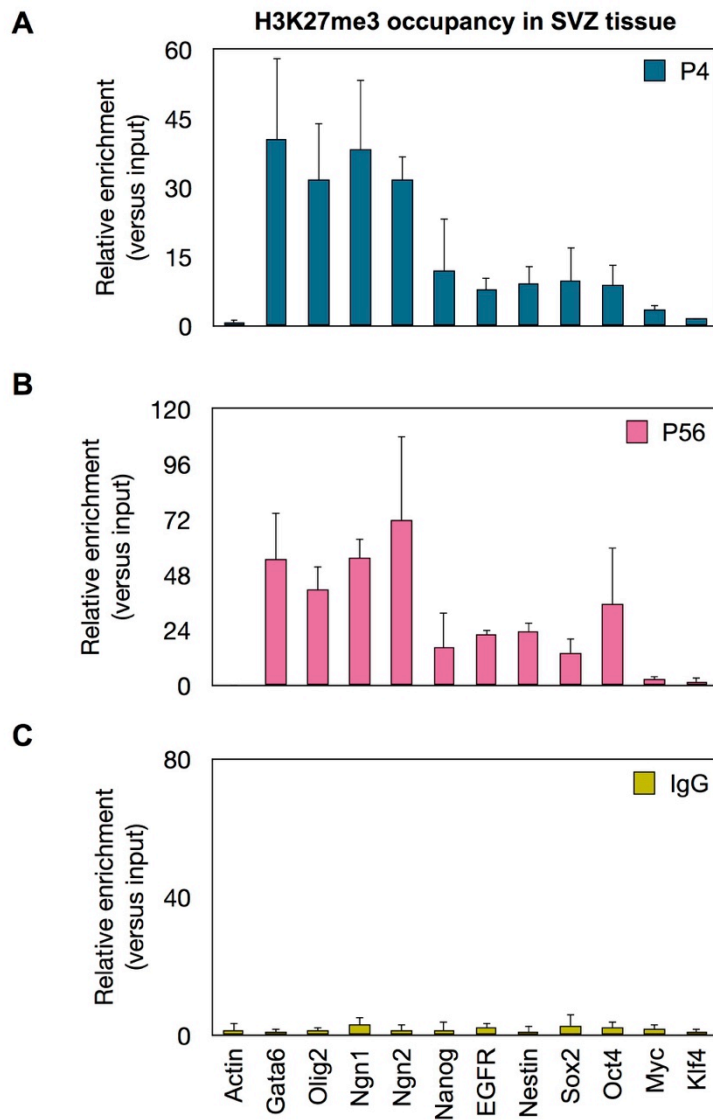 A
H3K27me3 occupancy in SVZ tissue
P4
Relative enrichment
(versus input)
60
45
30
15
0
B
P56
Relative enrichment
(versus input)
120
96
72
48
24
0
C
IgG
Relative enrichment
(versus input)
80
40
0
Actin
Gata6
Olig2
Ngn1
Ngn2
Nanog
EGFR
Nestin
Sox2
Oct4
Myc
Klf4